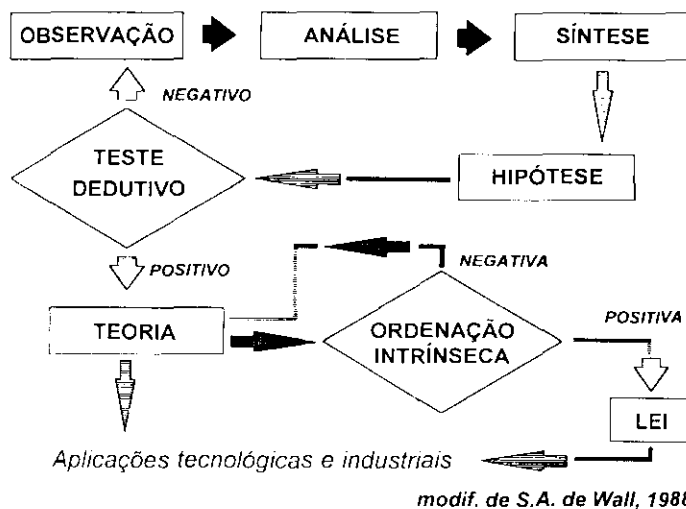 OBSERVAÇÃO
ANÁLISE
SÍNTESE
NEGATIVO
TESTE
DEDUTIVO
HIPÓTESE
POSITIVO
NEGATIVA
TEORIA
ORDENAÇÃO
INTRÍNSECA
POSITIVA
LEI
Aplicações tecnológicas e industriais
modif. de S.A. de Wall, 1988